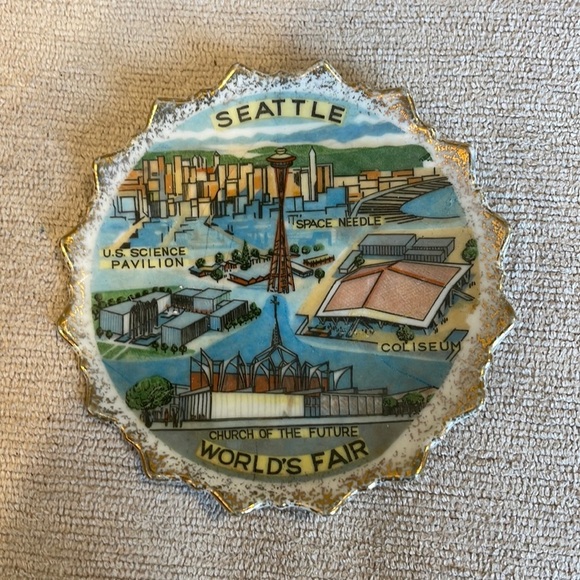 SEATTLE
SPACE NEEDLE
U.S. SCIENCE
PAVILION
COLISEUM
CHURCH OF THE FUTURE
WORLD'S FAIR